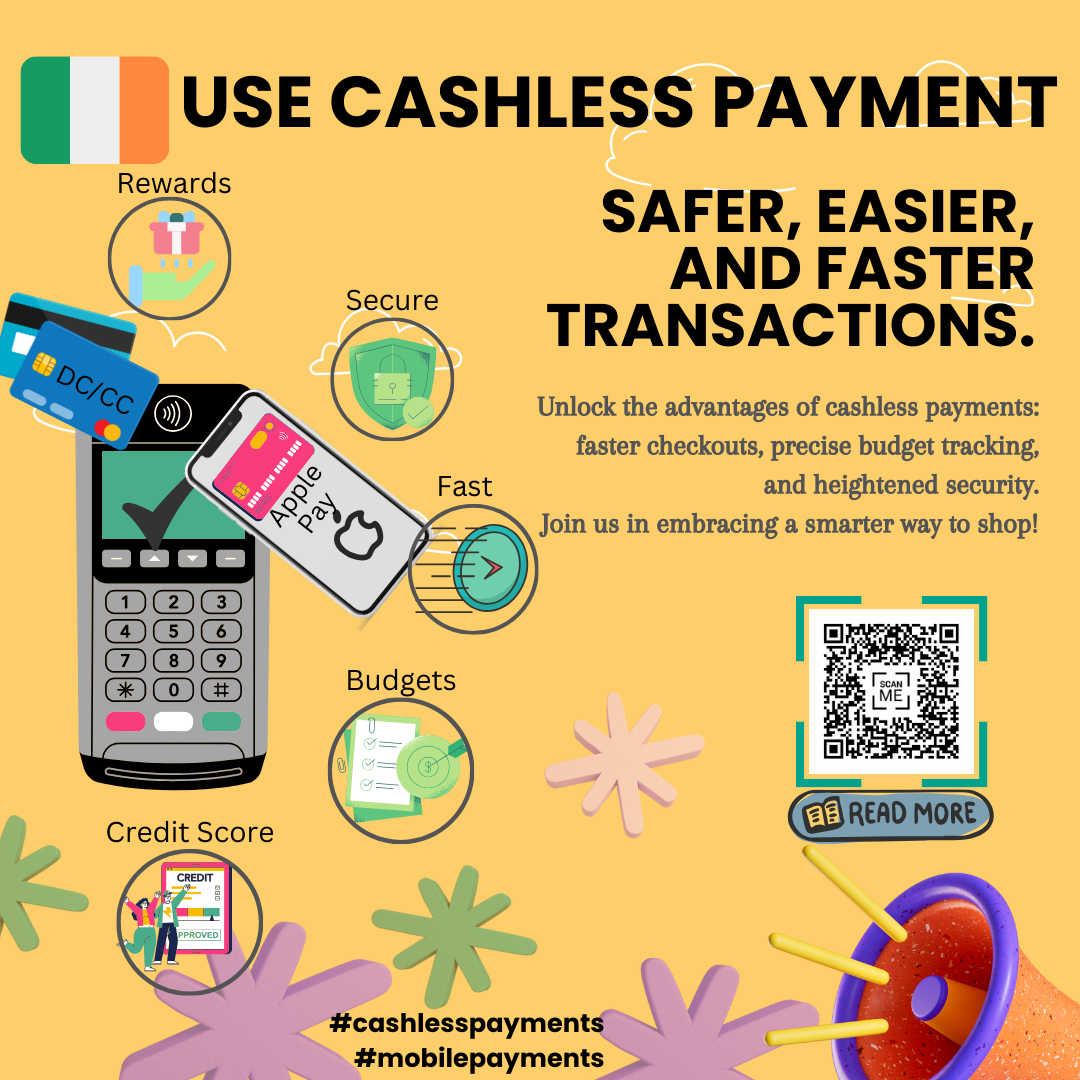 USE CASHLESS PAYMENT
SAFER, EASIER,
AND FASTER
TRANSACTIONS.
Unlock the advantages of cashless payments:
faster checkouts, precise budget tracking,
and heightened security.
Join us in embracing a smarter way to shop!
Rewards
Secure
DC/CC
Apple
Pay
Fast
1 2 3
4 5 6
7 8 9
* 0 #
Budgets
Credit Score
CREDIT
PPROVED
SCAN
ME
READ MORE
#cashlesspayments
#mobilepayments